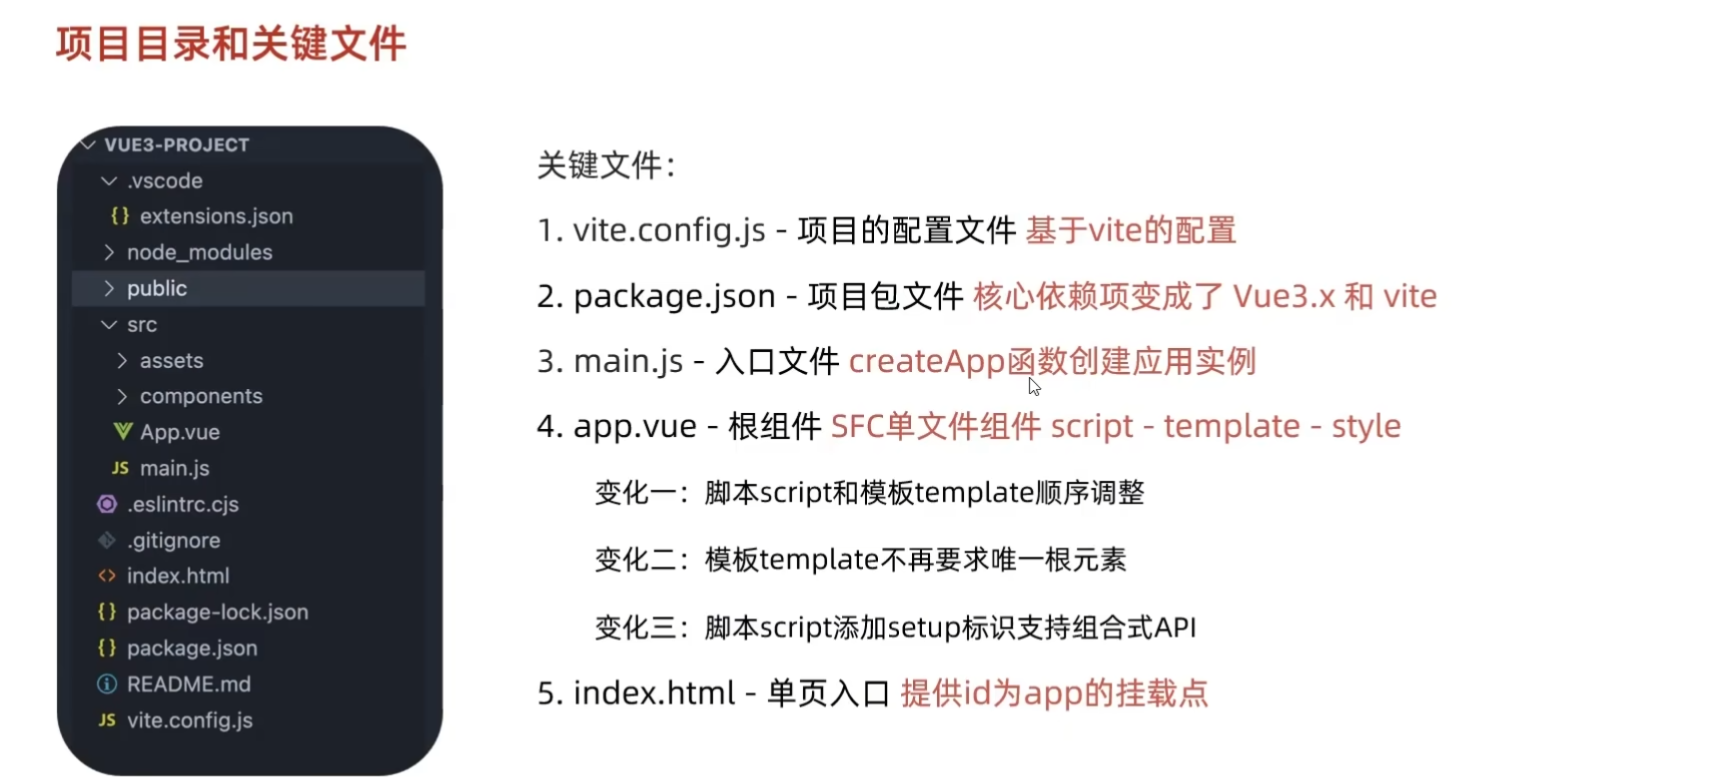 项目目录和关键文件
VUE3-PROJECT
.vscode
{} extensions.json
node_modules
public
src
assets
components
App.vue
JS main.js
.eslintrc.cjs
.gitignore
<> index.html
{} package-lock.json
{} package.json
README.md
JS vite.config.js
关键文件：
1. vite.config.js - 项目的配置文件 基于vite的配置
2. package.json - 项目包文件 核心依赖项变成了 Vue3.x 和 vite
3. main.js - 入口文件 createApp函数创建应用实例
4. app.vue - 根组件 SFC单文件组件 script - template - style
变化一：脚本script和模板template顺序调整
变化二：模板template不再要求唯一根元素
变化三：脚本script添加setup标识支持组合式API
5. index.html - 单页入口 提供id为app的挂载点